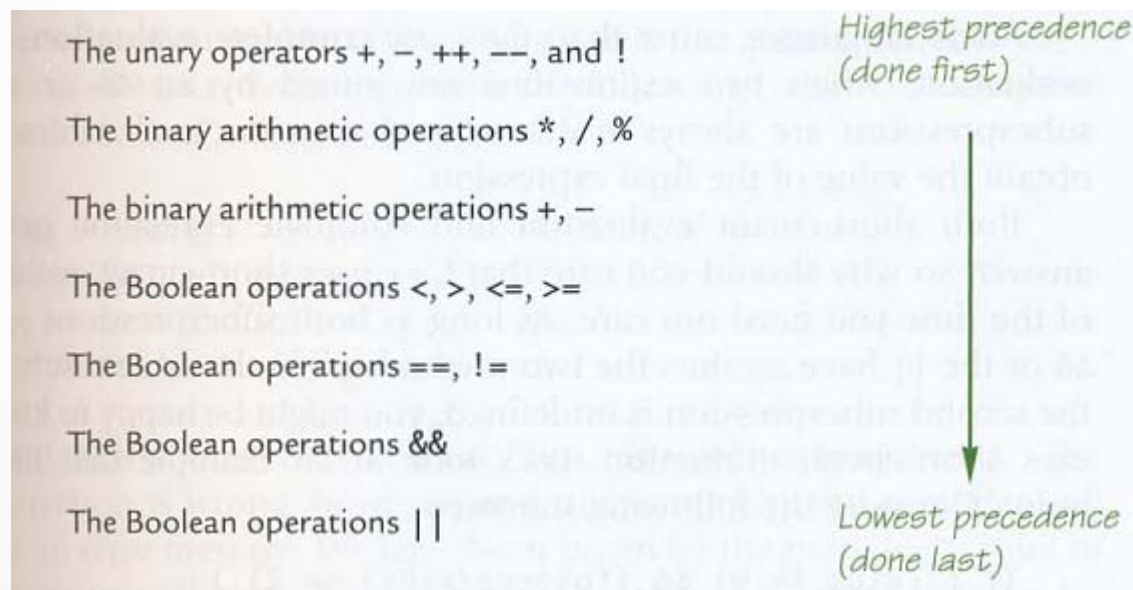 The unary operators +, −, ++, −−, and !
Highest precedence
(done first)
The binary arithmetic operations *, /,%
The binary arithmetic operations +, −
The Boolean operations <, >, <=, >=
The Boolean operations ==, !=
The Boolean operations &&
The Boolean operations ||
Lowest precedence
(done last)